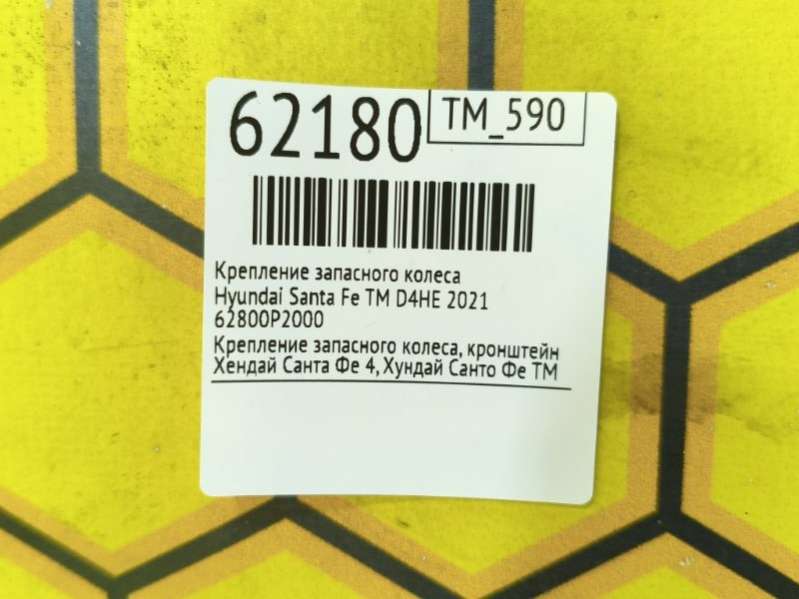 62180
TM_590
Крепление запасного колеса
Hyundai Santa Fe TM D4HE 2021
62800P2000
Крепление запасного колеса, кронштейн
Хендай Санта Фе 4, Хундай Санто Фе ТМ